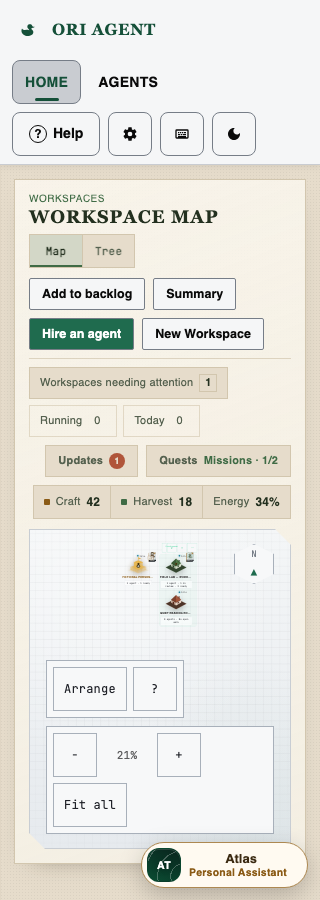 ORI AGENT
HOME AGENTS
? Help
WORKSPACES
WORKSPACE MAP
Map Tree
Add to backlog Summary
Hire an agent New Workspace
Workspaces needing attention 1
Running 0 Today 0
Updates 1 Quests Missions · 1/2
Craft 42 Harvest 18 Energy 34%
N
Arrange ?
- 21% +
Fit all
AT Atlas
Personal Assistant